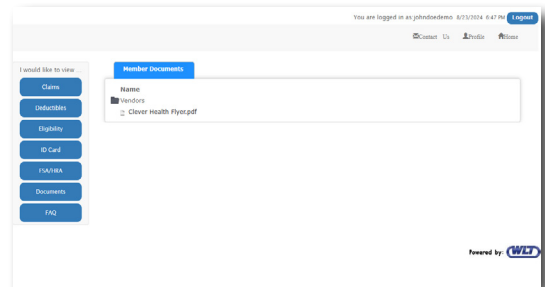 You are logged in as johndoedemo 8/23/2024 6:47 PM Logout
Contact Us Profile Home
I would like to view ...
Member Documents
Claims
Deductibles
Eligibility
ID Card
FSA/HRA
Documents
FAQ
Name
Vendors
Clever Health Flyer.pdf
Powered by: WLT